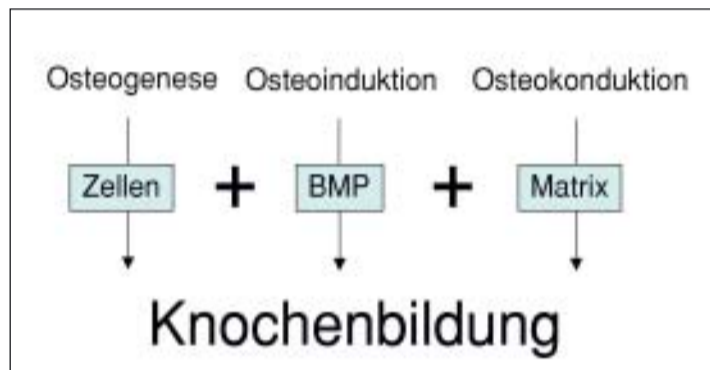 Osteogenese Osteoinduktion Osteokonduktion
Zellen + BMP + Matrix
Knochenbildung